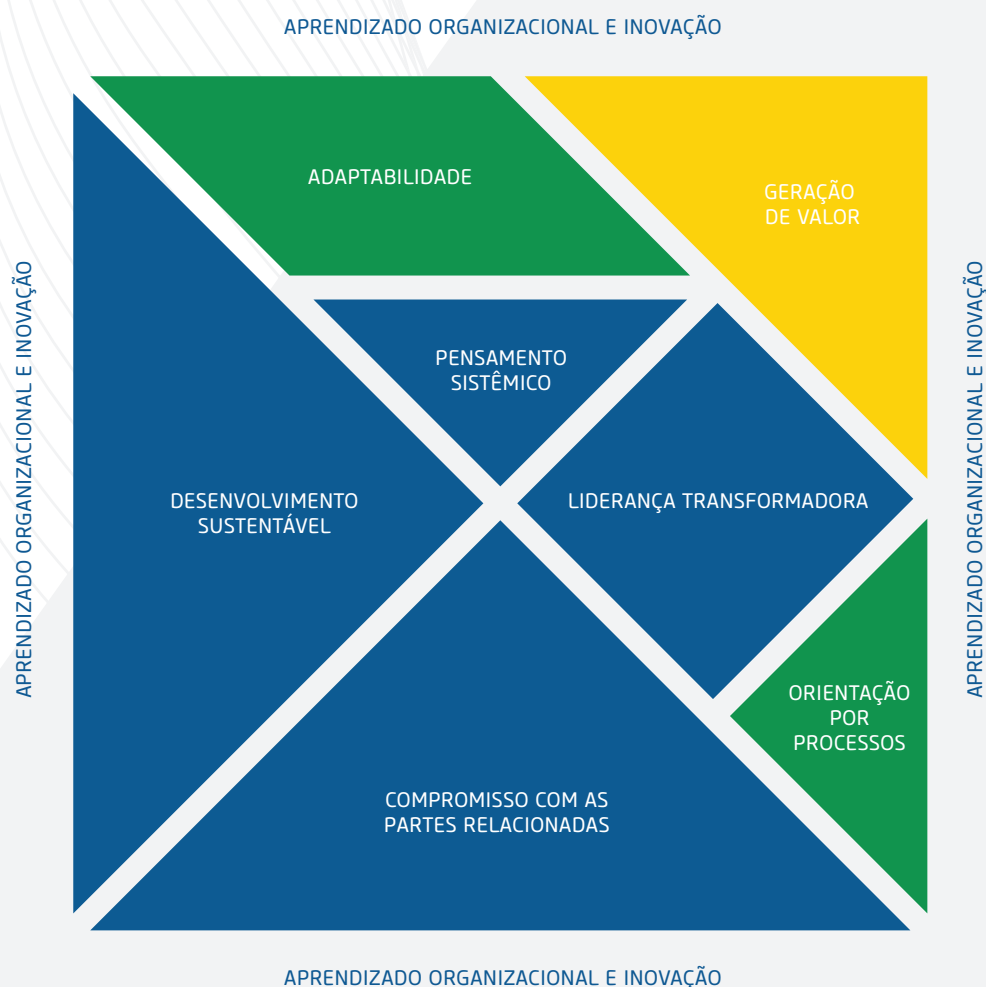 APRENDIZADO ORGANIZACIONAL E INOVAÇÃO
ADAPTABILIDADE
GERAÇÃO
DE VALOR
APRENDIZADO ORGANIZACIONAL E INOVAÇÃO
APRENDIZADO ORGANIZACIONAL E INOVAÇÃO
PENSAMENTO
SISTÊMICO
DESENVOLVIMENTO
SUSTENTÁVEL
LIDERANÇA TRANSFORMADORA
ORIENTAÇÃO
POR
PROCESSOS
COMPROMISSO COM AS
PARTES RELACIONADAS
APRENDIZADO ORGANIZACIONAL E INOVAÇÃO